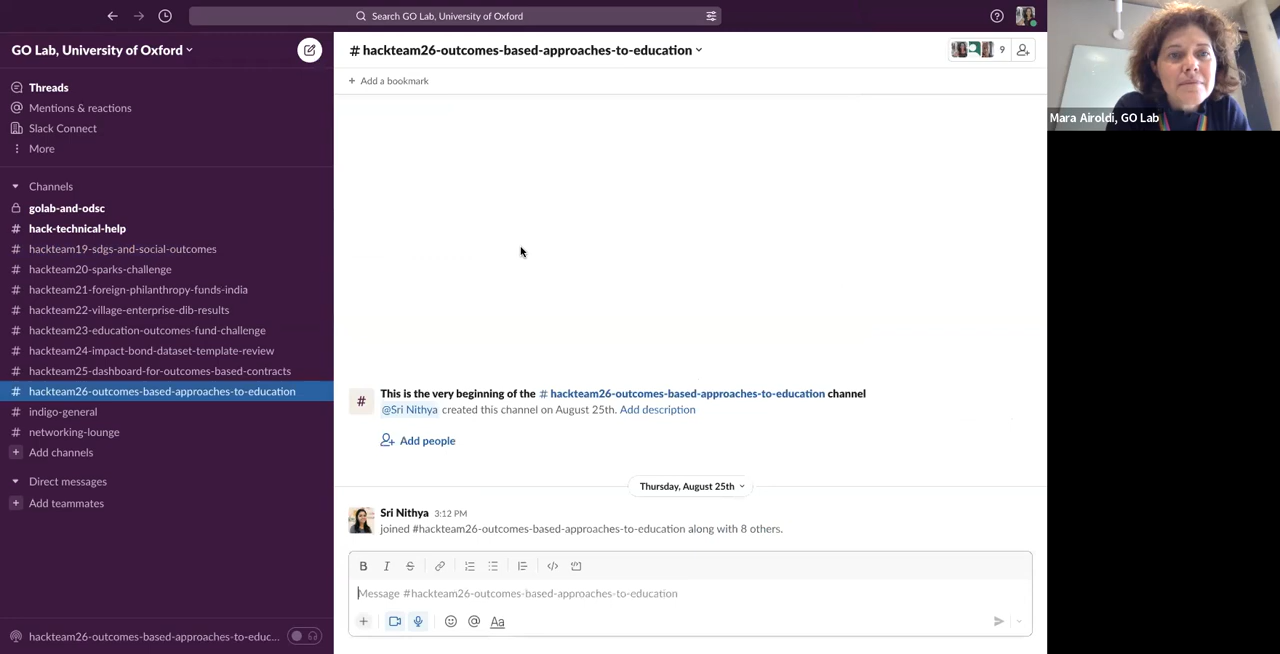 Search GO Lab, University of Oxford
GO Lab, University of Oxford
# hackteam26-outcomes-based-approaches-to-education
9
+ Add a bookmark
Threads
Mentions & reactions
Slack Connect
More
Channels
golab-and-odsc
# hack-technical-help
# hackteam19-sdgs-and-social-outcomes
# hackteam20-sparks-challenge
# hackteam21-foreign-philanthropy-funds-india
# hackteam22-village-enterprise-dib-results
# hackteam23-education-outcomes-fund-challenge
# hackteam24-impact-bond-dataset-template-review
# hackteam25-dashboard-for-outcomes-based-contracts
# hackteam26-outcomes-based-approaches-to-education
# indigo-general
# networking-lounge
+ Add channels
Direct messages
+ Add teammates
hackteam26-outcomes-based-approaches-to-educ...
#
This is the very beginning of the # hackteam26-outcomes-based-approaches-to-education channel
@Sri Nithya created this channel on August 25th. Add description
Add people
Thursday, August 25th
Sri Nithya 3:12 PM
joined #hackteam26-outcomes-based-approaches-to-education along with 8 others.
B I S
Message #hackteam26-outcomes-based-approaches-to-education
+ @ Aa
Mara Airoldi, GO Lab